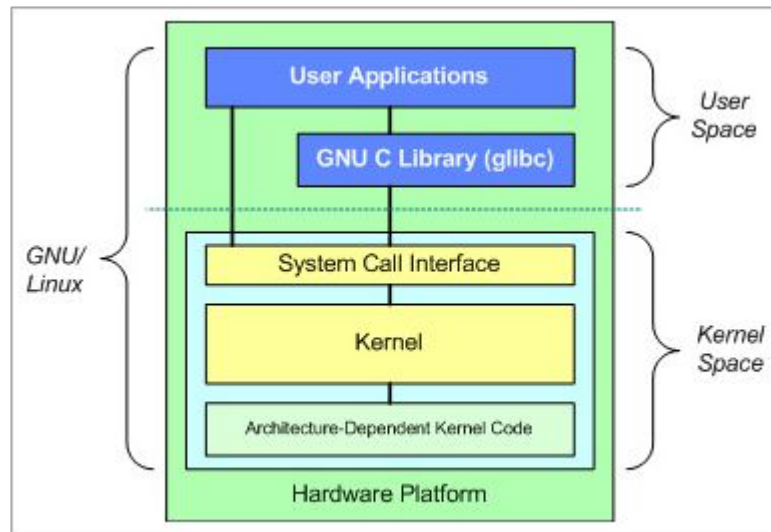 User Applications
GNU C Library (glibc)
User
Space
GNU/
Linux
System Call Interface
Kernel
Architecture-Dependent Kernel Code
Kernel
Space
Hardware Platform